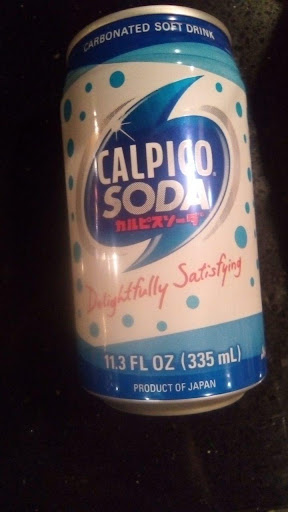 CARBONATED SOFT DRINK
CALPICO®
SODA
カルピスソーダ
Delightfully Satisfying
11.3 FL OZ (335 mL)
PRODUCT OF JAPAN